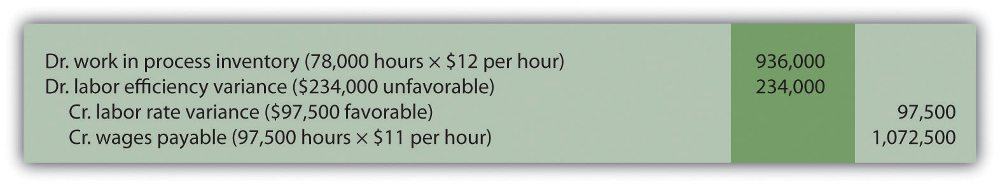 Dr. work in process inventory (78,000 hours × $12 per hour) 936,000
Dr. labor efficiency variance ($234,000 unfavorable) 234,000
Cr. labor rate variance ($97,500 favorable) 97,500
Cr. wages payable (97,500 hours × $11 per hour) 1,072,500